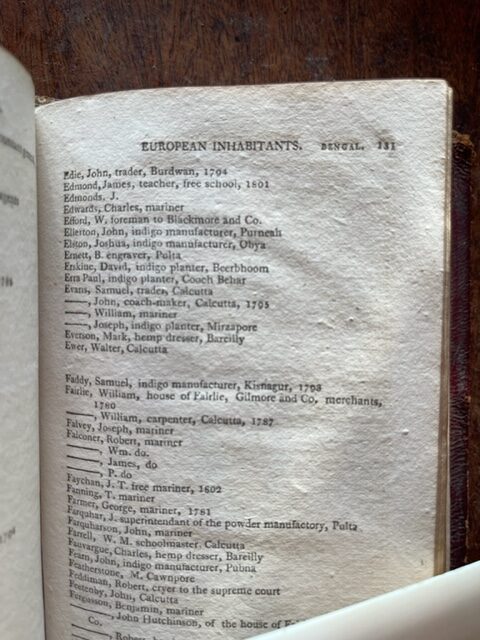 EUROPEAN INHABITANTS. BENGAL. 131
Edie, John, trader, Burdwan, 1794
Edmond, James, teacher, free school, 1801
Edmonds, J.
Edwards, Charles, mariner
Efford, W. foreman to Blackmore and Co.
Ellerton, John, indigo manufacturer, Purneah
Elston, Joshua, indigo manufacturer, Obya
Emett, B. engraver, Pulta
Erskine, David, indigo planter, Beerbhoom
Erra Paul, indigo planter, Couch Behar
Evans, Samuel, trader, Calcutta
——, John, coach-maker, Calcutta, 1795
——, William, mariner
——, Joseph, indigo planter, Mirzapore
Everson, Mark, hemp dresser, Bareilly
Ewer, Walter, Calcutta
Faddy, Samuel, indigo manufacturer, Kisnagur, 1798
Fairlie, William, house of Fairlie, Gilmore and Co. merchants,
1780
——, William, carpenter, Calcutta, 1787
Falvey, Joseph, mariner
Falconer, Robert, mariner
——, Wm. do.
——, James, do
——, P. do
Faychan, J. T. free mariner, 1802
Fanning, T. mariner
Farmer, George, mariner, 1781
Farquhar, J. superintendant of the powder manufactory, Pulta
Farquharson, John, mariner
Farrell, W. M. schoolmaster, Calcutta
Fauvargue, Charles, hemp dresser, Bareilly
Feam, John, indigo manufacturer, Pubna
Featherstone, M. Cawnpore
Feddiman, Robert, cryer to the supreme court
Feetenby, John, Calcutta
Fergusson, Benjamin, mariner
——, John Hutchinson, of the house of
Co.
——, Robert,